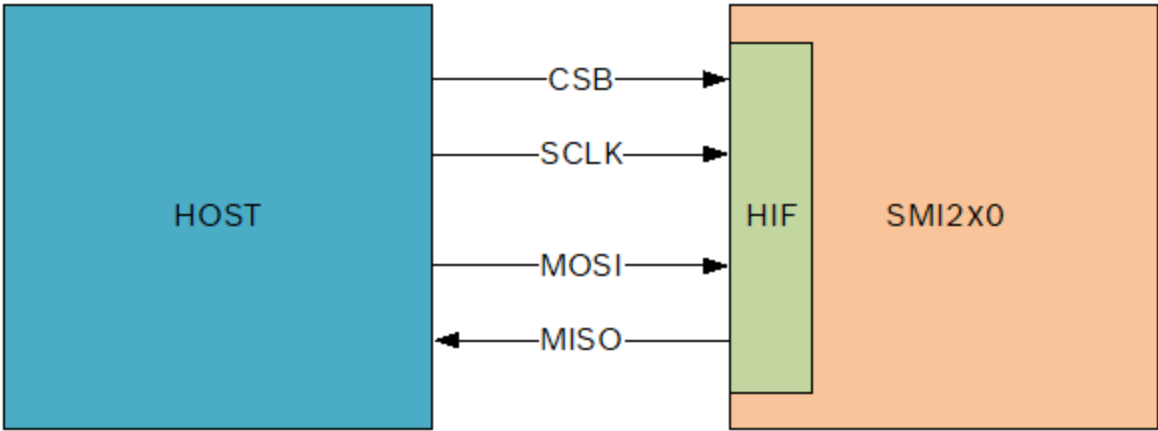 CSB
SCLK
HOST
HIF
SMI2X0
MOSI
MISO